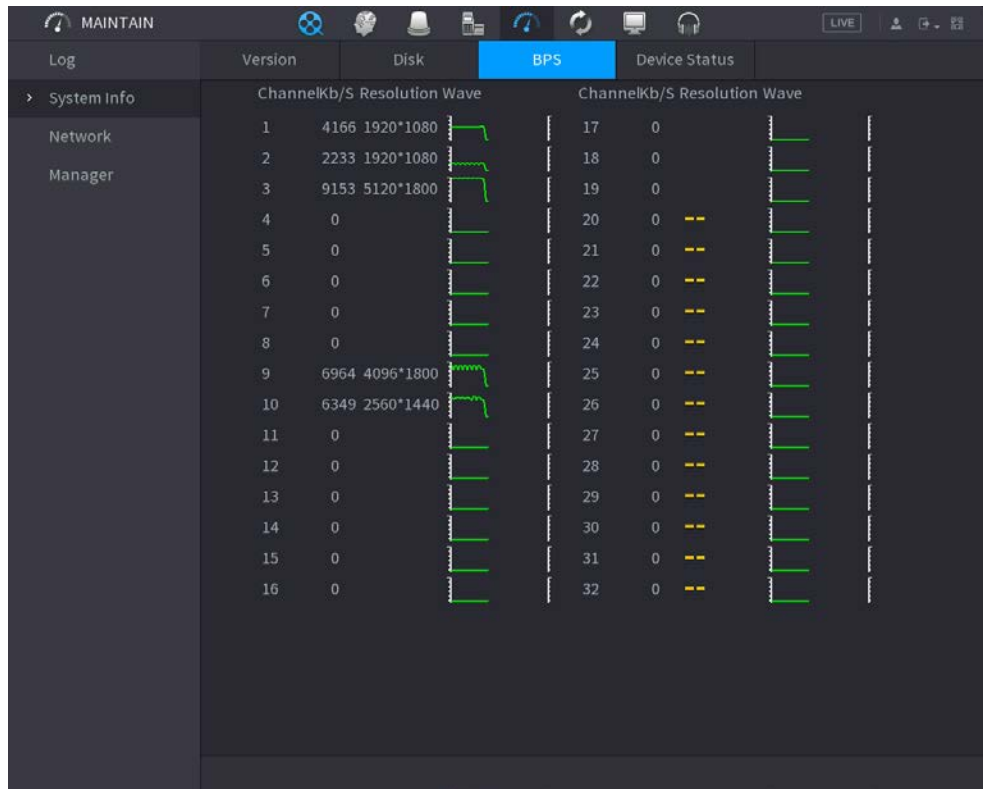 MAINTAIN LIVE
Log Version Disk BPS Device Status
System Info ChannelKb/S Resolution Wave ChannelKb/S Resolution Wave
Network
Manager
1 4166 1920*1080 17 0
2 2233 1920*1080 18 0
3 9153 5120*1800 19 0
4 0 20 0 --
5 0 21 0 --
6 0 22 0 --
7 0 23 0 --
8 0 24 0 --
9 6964 4096*1800 25 0 --
10 6349 2560*1440 26 0 --
11 0 27 0 --
12 0 28 0 --
13 0 29 0 --
14 0 30 0 --
15 0 31 0 --
16 0 32 0 --